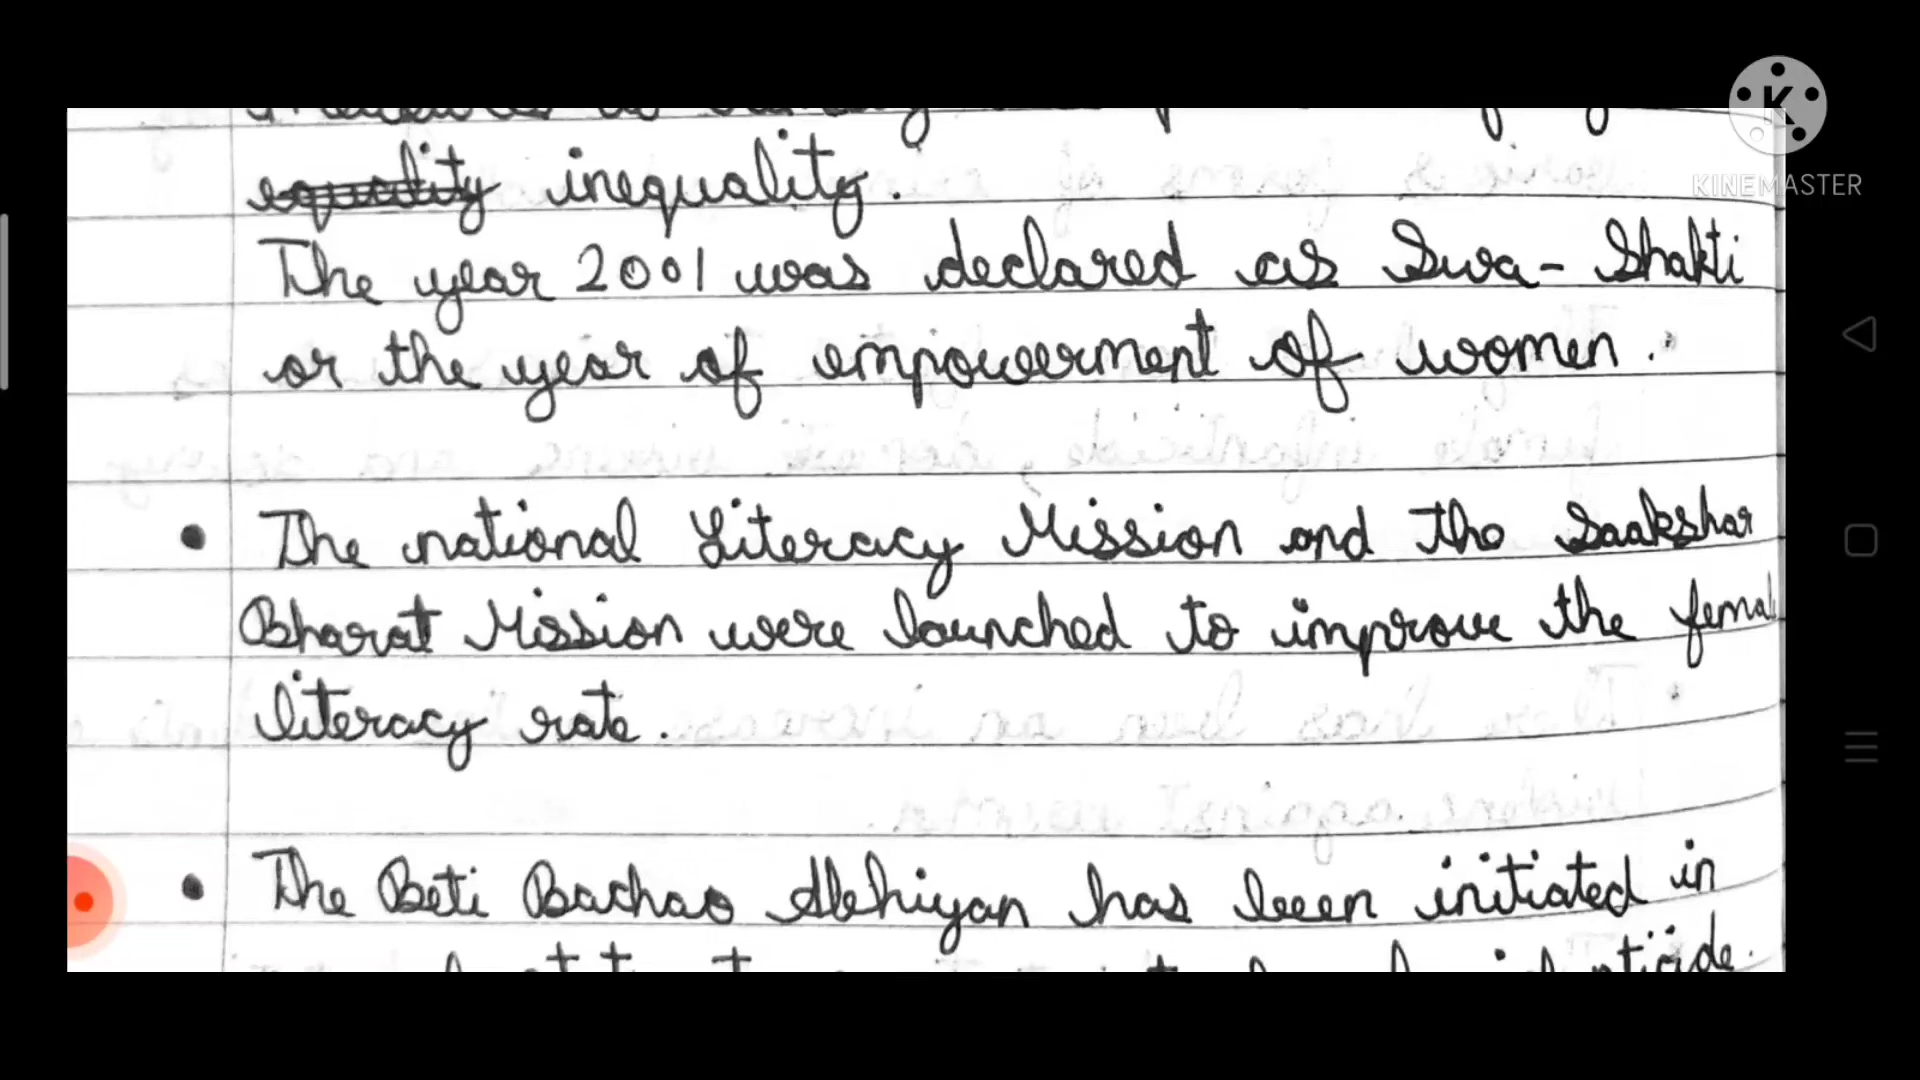 equality inequality.
The year 2001 was declared as Swa-Shakti
or the year of empowerment of women.
• The national Literacy Mission and the Saakshar
Bharat Mission were launched to improve the femal
literacy rate.
• The Beti Bachao Abhiyan has been initiated in
KINEMASTER